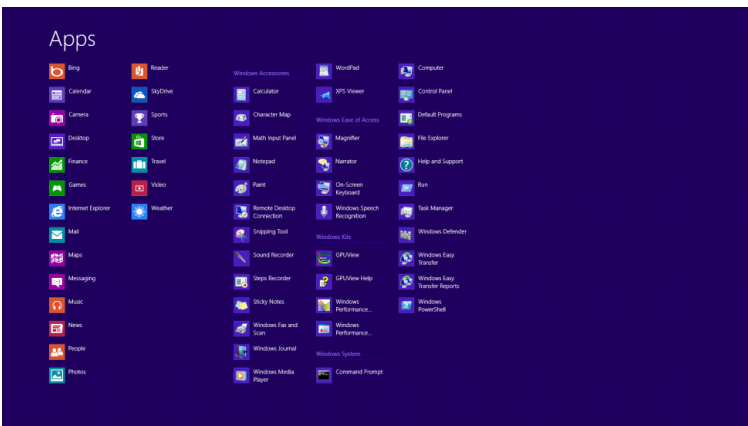 Apps
Bing
Calendar
Camera
Desktop
Finance
Games
Internet Explorer
Mail
Maps
Messaging
Music
News
People
Photos
Reader
SkyDrive
Sports
Store
Travel
Video
Weather
Windows Accessories
Calculator
Character Map
Math Input Panel
Notepad
Paint
Remote Desktop
Connection
Snipping Tool
Sound Recorder
Steps Recorder
Sticky Notes
Windows Fax and
Scan
Windows Journal
Windows Media
Player
WordPad
XPS Viewer
Windows Ease of Access
Magnifier
Narrator
On-Screen
Keyboard
Windows Speech
Recognition
Windows Kits
GPUView
GPUView Help
Windows
Performance...
Windows
Performance...
Windows System
Command Prompt
Computer
Control Panel
Default Programs
File Explorer
Help and Support
Run
Task Manager
Windows Defender
Windows Easy
Transfer
Windows Easy
Transfer Reports
Windows
PowerShell